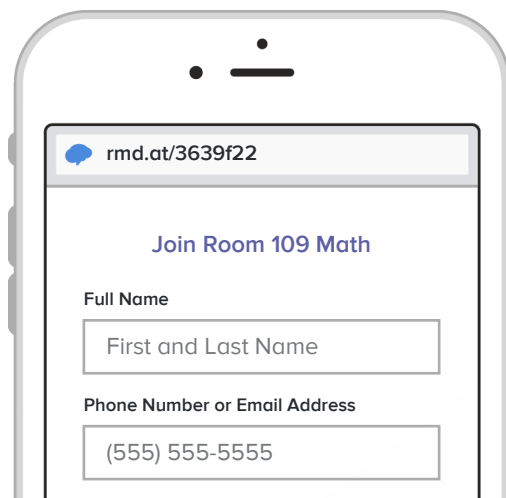 rmd.at/3639f22
Join Room 109 Math
Full Name
First and Last Name
Phone Number or Email Address
(555) 555-5555